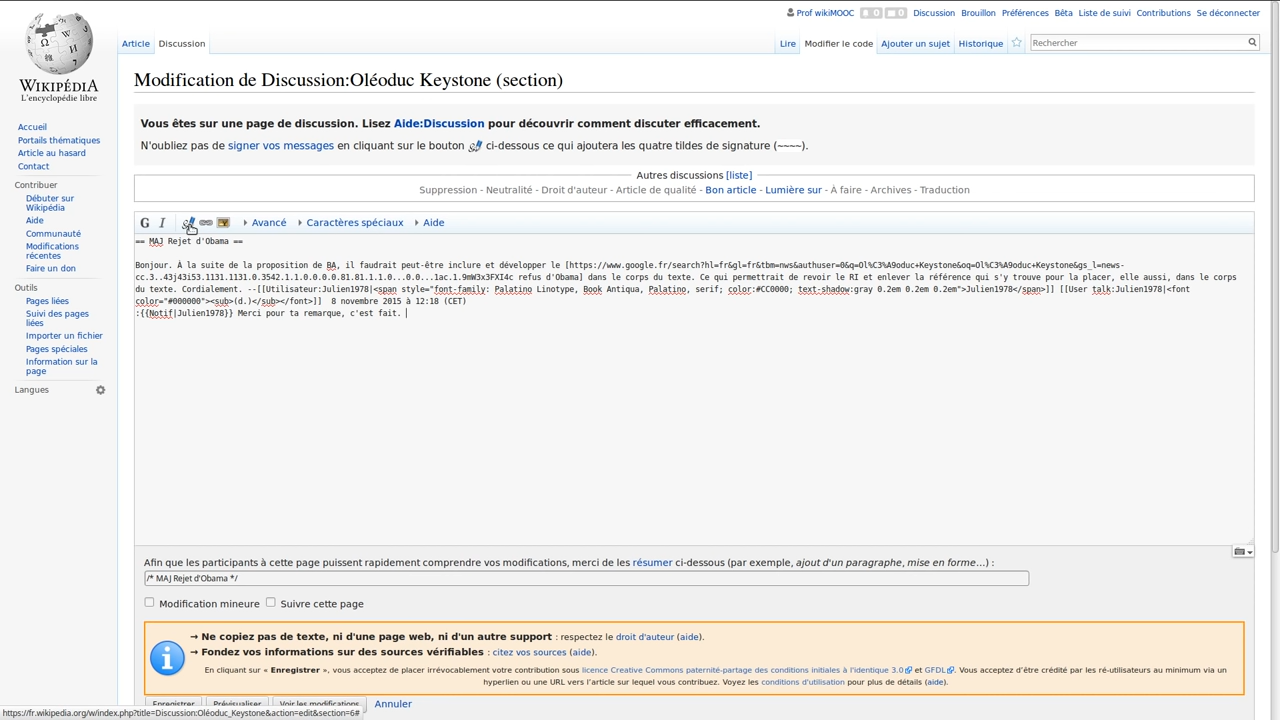 Prof wikiMOOC 0 0 Discussion Brouillon Préférences Bêta Liste de suivi Contributions Se déconnecter
Article Discussion Lire Modifier le code Ajouter un sujet Historique Rechercher
WIKIPÉDIA
L'encyclopédie libre
Accueil
Portails thématiques
Article au hasard
Contact
Contribuer
Débuter sur
Wikipédia
Aide
Communauté
Modifications
récentes
Faire un don
Outils
Pages liées
Suivi des pages
liées
Importer un fichier
Pages spéciales
Information sur la
page
Langues
Modification de Discussion:Oléoduc Keystone (section)
Vous êtes sur une page de discussion. Lisez Aide:Discussion pour découvrir comment discuter efficacement.
N'oubliez pas de signer vos messages en cliquant sur le bouton ci-dessous ce qui ajoutera les quatre tildes de signature (~~~~).
Autres discussions [liste]
Suppression - Neutralité - Droit d'auteur - Article de qualité - Bon article - Lumière sur - À faire - Archives - Traduction
G I Avancé Caractères spéciaux Aide
== MAJ Rejet d'Obama ==
Bonjour. À la suite de la proposition de BA, il faudrait peut-être inclure et développer le [https://www.google.fr/search?hl=fr&gl=fr&tbm=nws&authuser=0&q=Ol%C3%A9oduc+Keystone&oq=Ol%C3%A9oduc+Keystone&gs_l=news-
cc.3..43j43i53.1131.1131.0.3542.1.1.0.0.0.0.81.81.1.1.0...0.0...1ac.1.9mW3x3FXI4c refus d'Obama] dans le corps du texte. Ce qui permettrait de revoir le RI et enlever la référence qui s'y trouve pour la placer, elle aussi, dans le corps
du texte. Cordialement. --[[Utilisateur:Julien1978|<span style="font-family: Palatino Linotype, Book Antiqua, Palatino, serif; color:#CC0000; text-shadow:gray 0.2em 0.2em 0.2em">Julien1978</span>]] [[User talk:Julien1978|<font
color="#000000"><sub>(d.)</sub></font>]]  8 novembre 2015 à 12:18 (CET)
:{{Notif|Julien1978}} Merci pour ta remarque, c'est fait.
Afin que les participants à cette page puissent rapidement comprendre vos modifications, merci de les résumer ci-dessous (par exemple, ajout d'un paragraphe, mise en forme…) :
/* MAJ Rejet d'Obama */
Modification mineure Suivre cette page
→ Ne copiez pas de texte, ni d'une page web, ni d'un autre support : respectez le droit d'auteur (aide).
→ Fondez vos informations sur des sources vérifiables : citez vos sources (aide).
En cliquant sur « Enregistrer », vous acceptez de placer irrévocablement votre contribution sous licence Creative Commons paternité-partage des conditions initiales à l'identique 3.0 et GFDL. Vous acceptez d’être crédité par les ré-utilisateurs au minimum via un
hyperlien ou une URL vers l’article sur lequel vous contribuez. Voyez les conditions d'utilisation pour plus de détails (aide).
Enregistrer Prévisualiser Voir les modifications Annuler
https://fr.wikipedia.org/w/index.php?title=Discussion:Oléoduc_Keystone&action=edit&section=6#